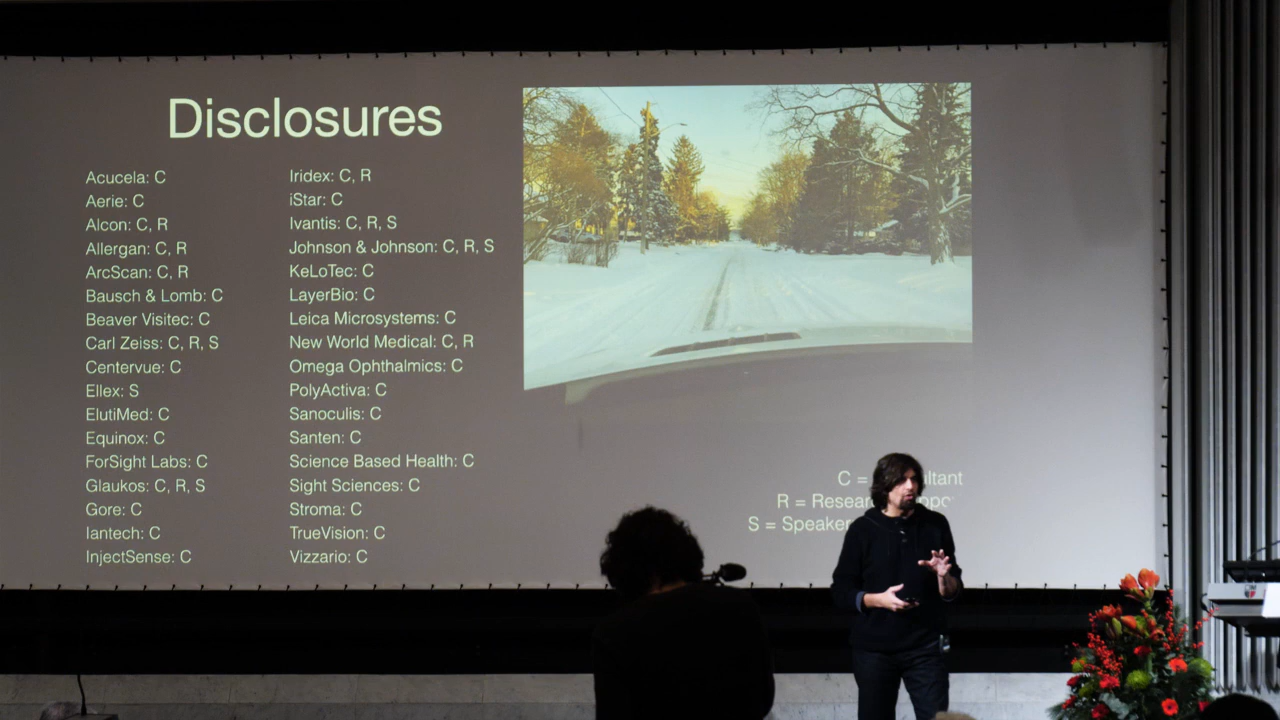 Disclosures
Acucela: C
Aerie: C
Alcon: C, R
Allergan: C, R
ArcScan: C, R
Bausch & Lomb: C
Beaver Visitec: C
Carl Zeiss: C, R, S
Centervue: C
Ellex: S
ElutiMed: C
Equinox: C
ForSight Labs: C
Glaukos: C, R, S
Gore: C
Iantech: C
InjectSense: C
Iridex: C, R
iStar: C
Ivantis: C, R, S
Johnson & Johnson: C, R, S
KeLoTec: C
LayerBio: C
Leica Microsystems: C
New World Medical: C, R
Omega Ophthalmics: C
PolyActiva: C
Sanoculis: C
Santen: C
Science Based Health: C
Sight Sciences: C
Stroma: C
TrueVision: C
Vizzario: C
C =
R =
S = Speaker